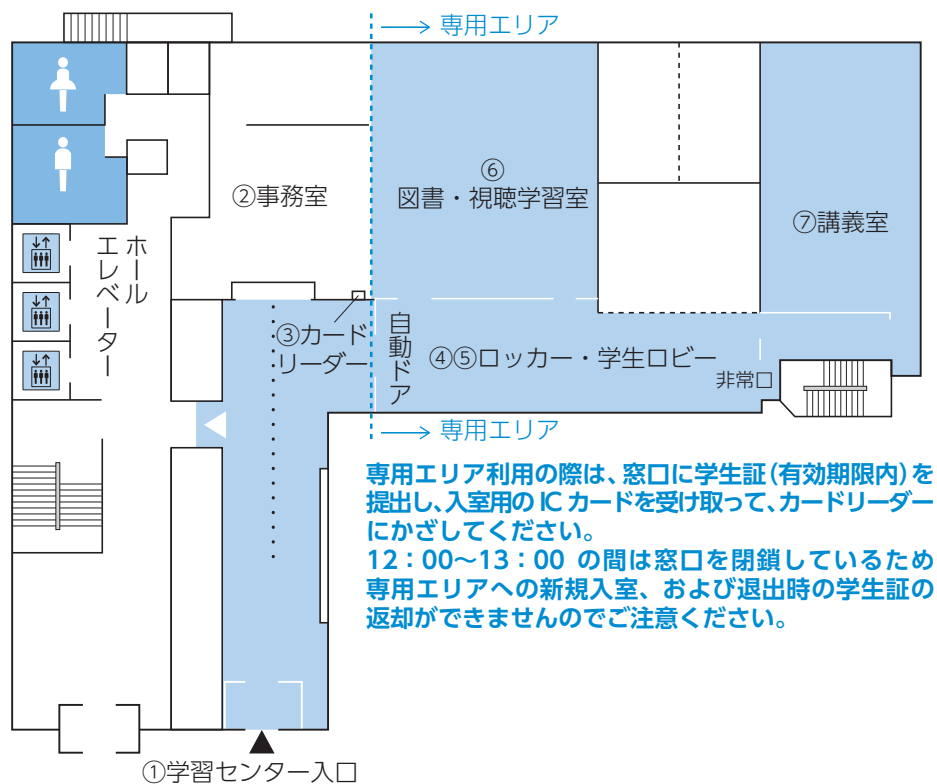 専用エリア
⑥
図書・視聴学習室
②事務室
⑦講義室
エレベーター
ホール
③カード
リーダー
自動ドア
④⑤ロッカー・学生ロビー
非常口
専用エリア
専用エリア利用の際は、窓口に学生証(有効期限内)を
提出し、入室用の IC カードを受け取って、カードリーダー
にかざしてください。
12：00〜13：00 の間は窓口を閉鎖しているため
専用エリアへの新規入室、および退出時の学生証の
返却ができませんのでご注意ください。
①学習センター入口